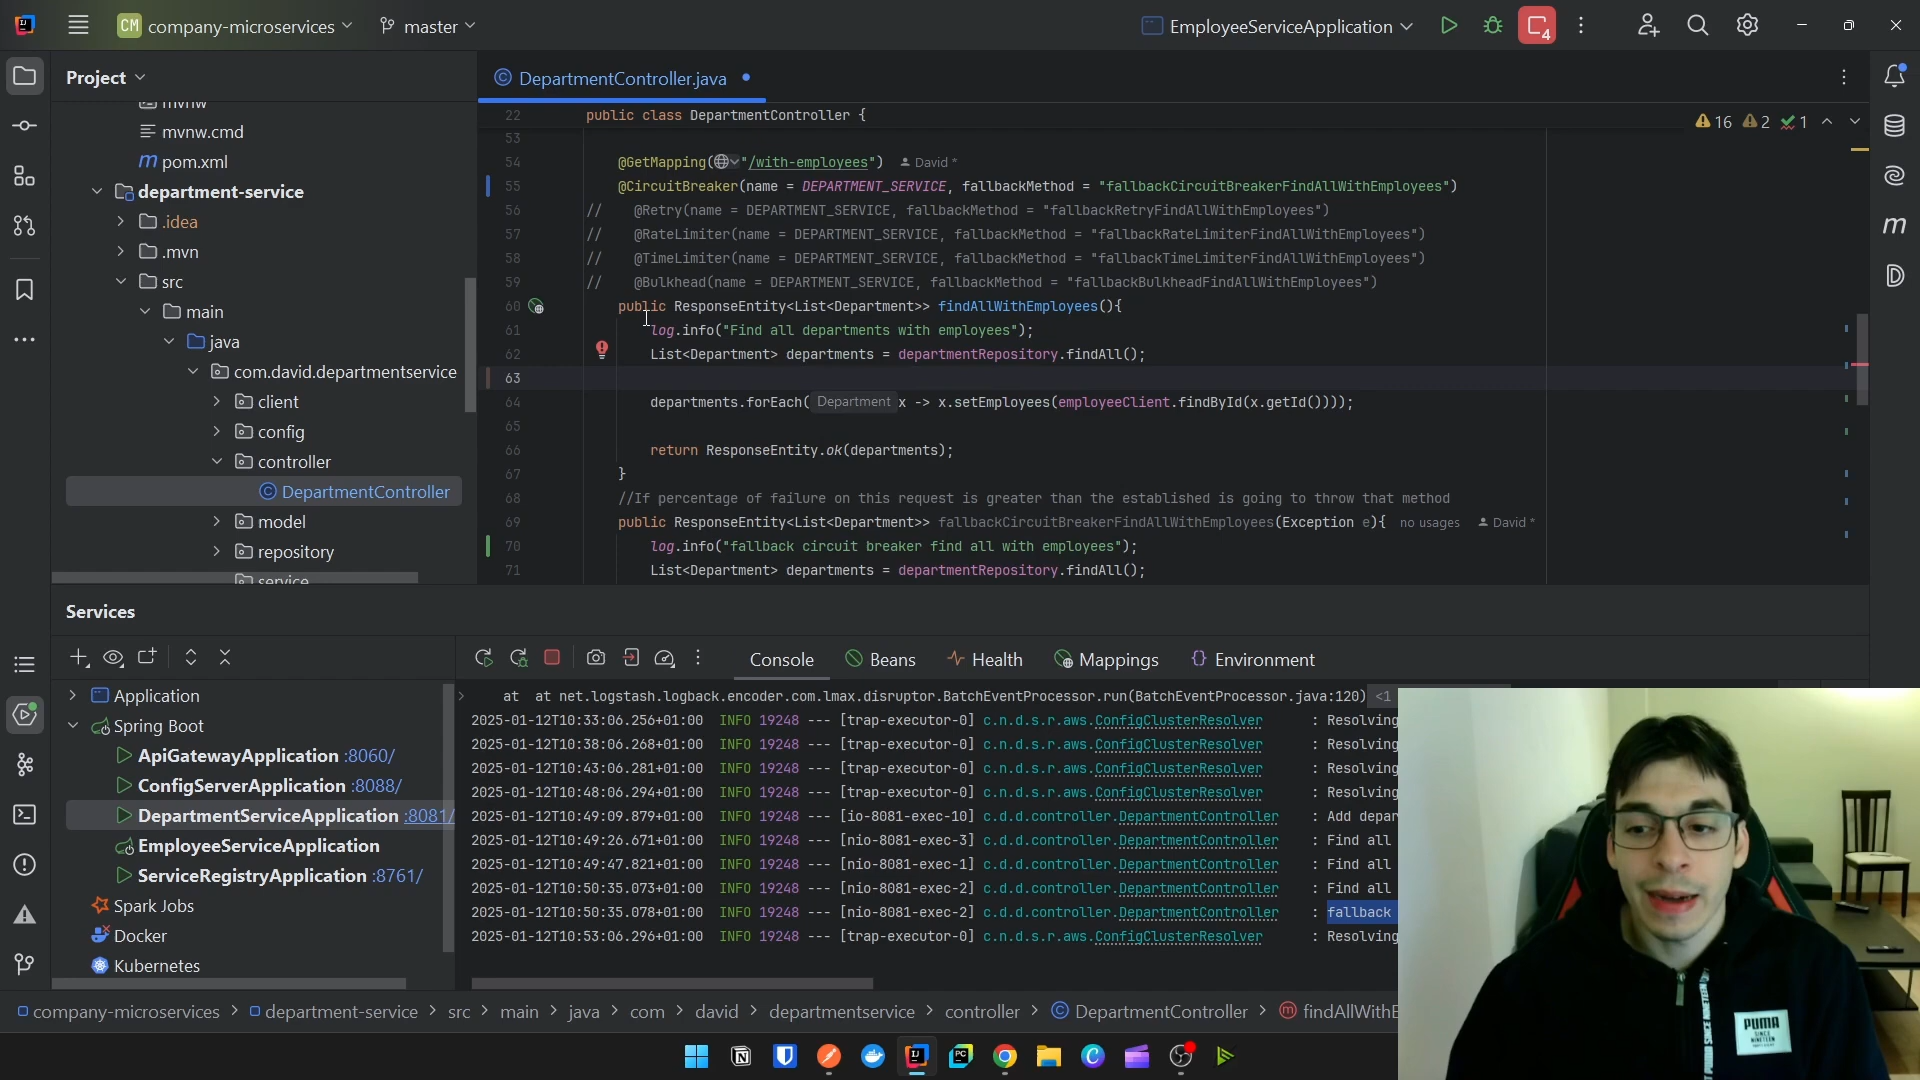 CM company-microservices
master
EmployeeServiceApplication
4
Project
DepartmentController.java
mvnw
mvnw.cmd
m pom.xml
department-service
.idea
.mvn
src
main
java
com.david.departmentservice
client
config
controller
DepartmentController
model
repository
service
16 2 1
22 public class DepartmentController {
53
54 @GetMapping("/with-employees") David *
55 @CircuitBreaker(name = DEPARTMENT_SERVICE, fallbackMethod = "fallbackCircuitBreakerFindAllWithEmployees")
56 // @Retry(name = DEPARTMENT_SERVICE, fallbackMethod = "fallbackRetryFindAllWithEmployees")
57 // @RateLimiter(name = DEPARTMENT_SERVICE, fallbackMethod = "fallbackRateLimiterFindAllWithEmployees")
58 // @TimeLimiter(name = DEPARTMENT_SERVICE, fallbackMethod = "fallbackTimeLimiterFindAllWithEmployees")
59 // @Bulkhead(name = DEPARTMENT_SERVICE, fallbackMethod = "fallbackBulkheadFindAllWithEmployees")
60 public ResponseEntity<List<Department>> findAllWithEmployees(){
61 log.info("Find all departments with employees");
62 List<Department> departments = departmentRepository.findAll();
63
64 departments.forEach( Department x -> x.setEmployees(employeeClient.findById(x.getId())));
65
66 return ResponseEntity.ok(departments);
67 }
68 //If percentage of failure on this request is greater than the established is going to throw that method
69 public ResponseEntity<List<Department>> fallbackCircuitBreakerFindAllWithEmployees(Exception e){ no usages David *
70 log.info("fallback circuit breaker find all with employees");
71 List<Department> departments = departmentRepository.findAll();
Services
Application
Spring Boot
ApiGatewayApplication :8060/
ConfigServerApplication :8088/
DepartmentServiceApplication :8081/
EmployeeServiceApplication
ServiceRegistryApplication :8761/
Spark Jobs
Docker
Kubernetes
Console Beans Health Mappings Environment
at at net.logstash.logback.encoder.com.lmax.disruptor.BatchEventProcessor.run(BatchEventProcessor.java:120) <1
2025-01-12T10:33:06.256+01:00 INFO 19248 --- [trap-executor-0] c.n.d.s.r.aws.ConfigClusterResolver : Resolving
2025-01-12T10:38:06.268+01:00 INFO 19248 --- [trap-executor-0] c.n.d.s.r.aws.ConfigClusterResolver : Resolving
2025-01-12T10:43:06.281+01:00 INFO 19248 --- [trap-executor-0] c.n.d.s.r.aws.ConfigClusterResolver : Resolving
2025-01-12T10:48:06.294+01:00 INFO 19248 --- [trap-executor-0] c.n.d.s.r.aws.ConfigClusterResolver : Resolving
2025-01-12T10:49:09.879+01:00 INFO 19248 --- [io-8081-exec-10] c.d.d.controller.DepartmentController : Add depar
2025-01-12T10:49:26.671+01:00 INFO 19248 --- [nio-8081-exec-3] c.d.d.controller.DepartmentController : Find all
2025-01-12T10:49:47.821+01:00 INFO 19248 --- [nio-8081-exec-1] c.d.d.controller.DepartmentController : Find all
2025-01-12T10:50:35.073+01:00 INFO 19248 --- [nio-8081-exec-2] c.d.d.controller.DepartmentController : Find all
2025-01-12T10:50:35.078+01:00 INFO 19248 --- [nio-8081-exec-2] c.d.d.controller.DepartmentController : fallback
2025-01-12T10:53:06.296+01:00 INFO 19248 --- [trap-executor-0] c.n.d.s.r.aws.ConfigClusterResolver : Resolving
company-microservices > department-service > src > main > java > com > david > departmentservice > controller > DepartmentController > findAllWithE
PUMA